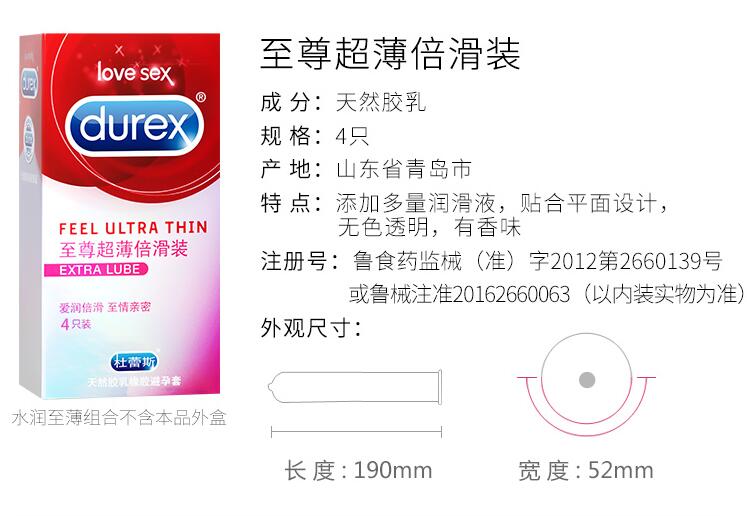 love sex
durex®
FEEL ULTRA THIN
至尊超薄倍滑装
EXTRA LUBE
爱润倍滑 至情亲密
4只装
杜蕾斯
天然胶乳橡胶避孕套
水润至薄组合不含本品外盒
至尊超薄倍滑装
成 分：天然胶乳
规 格：4只
产 地：山东省青岛市
特 点：添加多量润滑液，贴合平面设计，
无色透明，有香味
注册号：鲁食药监械（准）字2012第2660139号
或鲁械注准20162660063（以内装实物为准）
外观尺寸：
长 度：190mm
宽 度：52mm